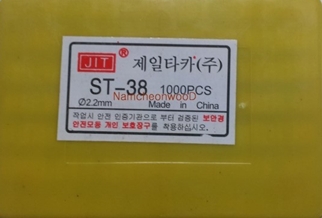 JIT ® 제일타카(주)
ST-38 1000PCS
NamcheonwooD
Ø2.2mm Made in China
작업시 안전 인증기관으로 부터 검증된 보안경
안전모등 개인 보호장구를 착용하십시오.